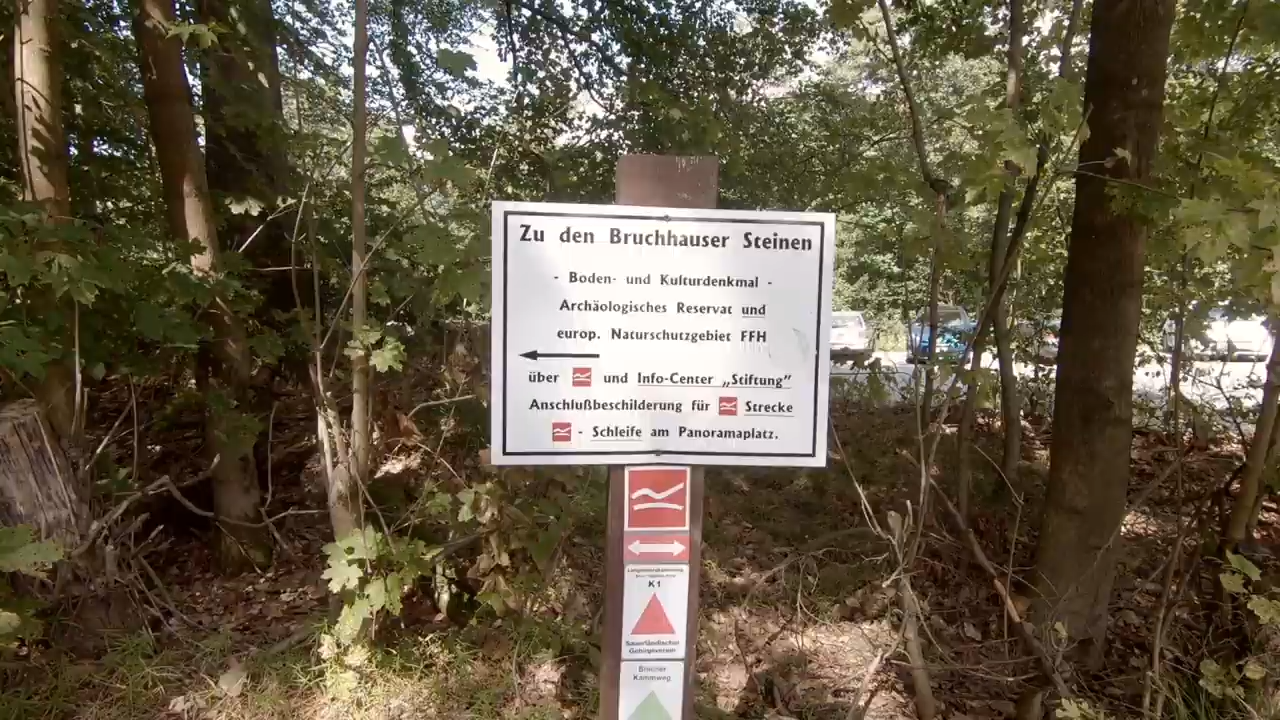 Zu den Bruchhauser Steinen
- Boden- und Kulturdenkmal -
Archäologisches Reservat und
europ. Naturschutzgebiet FFH
über und Info-Center „Stiftung"
Anschlußbeschilderung für Strecke
- Schleife am Panoramaplatz.
K1
Sauerländischer
Gebirgsverein
Kammweg